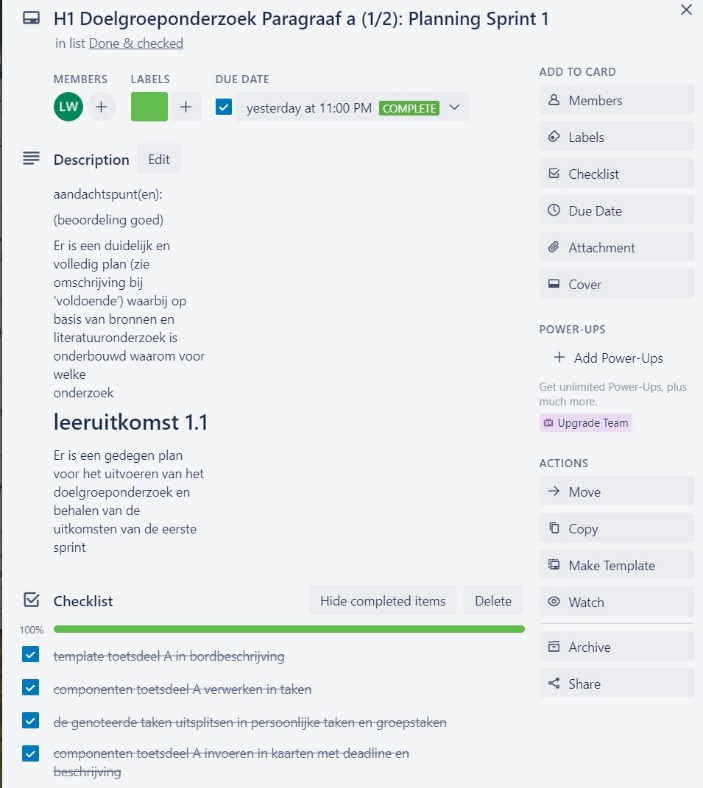 H1 Doelgroeponderzoek Paragraaf a (1/2): Planning Sprint 1
in list Done & checked
MEMBERS
LABELS
DUE DATE
LW
yesterday at 11:00 PM COMPLETE
Description
Edit
aandachtspunt(en):
(beoordeling goed)
Er is een duidelijk en
volledig plan (zie
omschrijving bij
'voldoende') waarbij op
basis van bronnen en
literatuuronderzoek is
onderbouwd waarom voor
welke
onderzoek
leeruitkomst 1.1
Er is een gedegen plan
voor het uitvoeren van het
doelgroeponderzoek en
behalen van de
uitkomsten van de eerste
sprint
Checklist
Hide completed items
Delete
100%
template toetsdeel A in bordbeschrijving
componenten toetsdeel A verwerken in taken
de genoteerde taken uitsplitsen in persoonlijke taken en groepstaken
componenten toetsdeel A invoeren in kaarten met deadline en
beschrijving
ADD TO CARD
Members
Labels
Checklist
Due Date
Attachment
Cover
POWER-UPS
+ Add Power-Ups
Get unlimited Power-Ups, plus
much more.
Upgrade Team
ACTIONS
Move
Copy
Make Template
Watch
Archive
Share